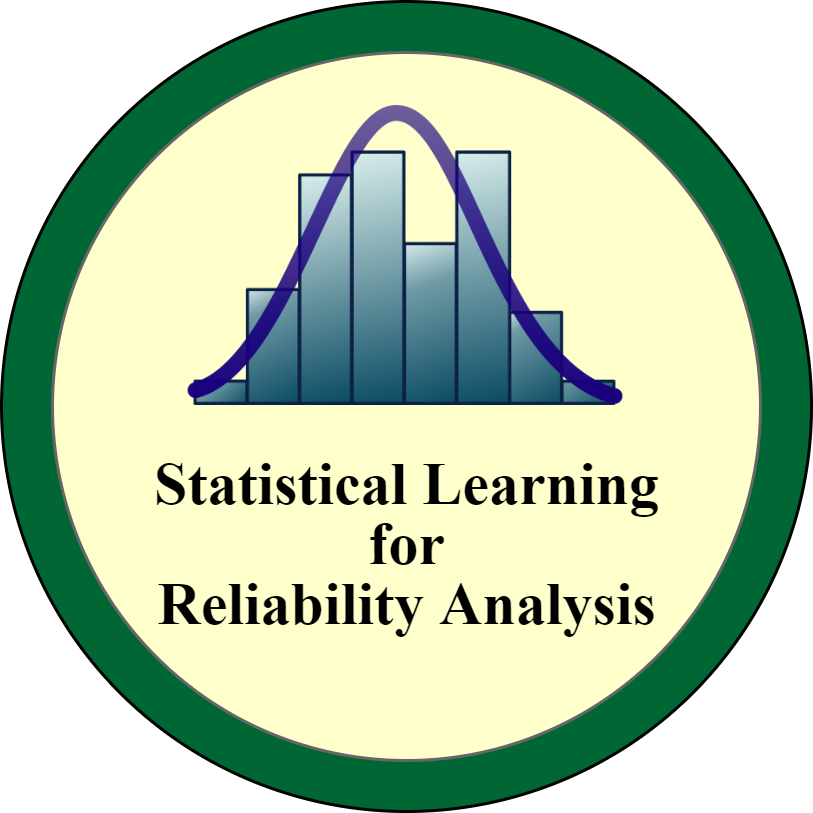 Statistical Learning
for
Reliability Analysis